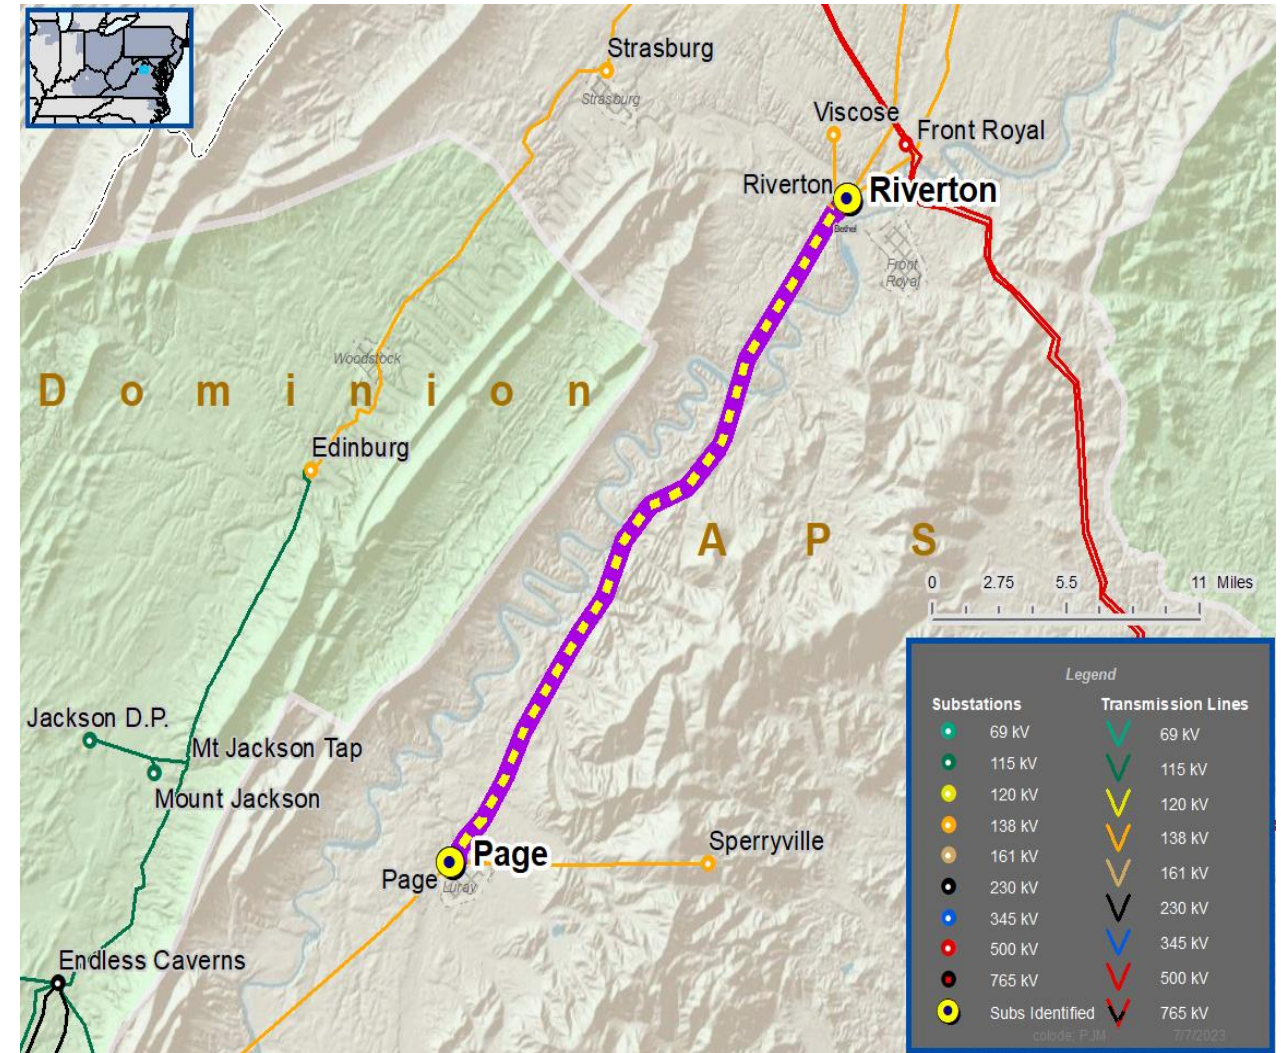 Strasburg
Strasburg
Viscose
Front Royal
Riverton
Riverton
Bethel
Front
Royal
Woodstock
Dominion
Edinburg
APS
0 2.75 5.5 11 Miles
Jackson D.P.
Mt Jackson Tap
Mount Jackson
Sperryville
Page
Page
Luray
Endless Caverns
Legend
Substations Transmission Lines
69 kV 69 kV
115 kV 115 kV
120 kV 120 kV
138 kV 138 kV
161 kV 161 kV
230 kV 230 kV
345 kV 345 kV
500 kV 500 kV
765 kV 765 kV
Subs Identified
PJM 7/7/2023